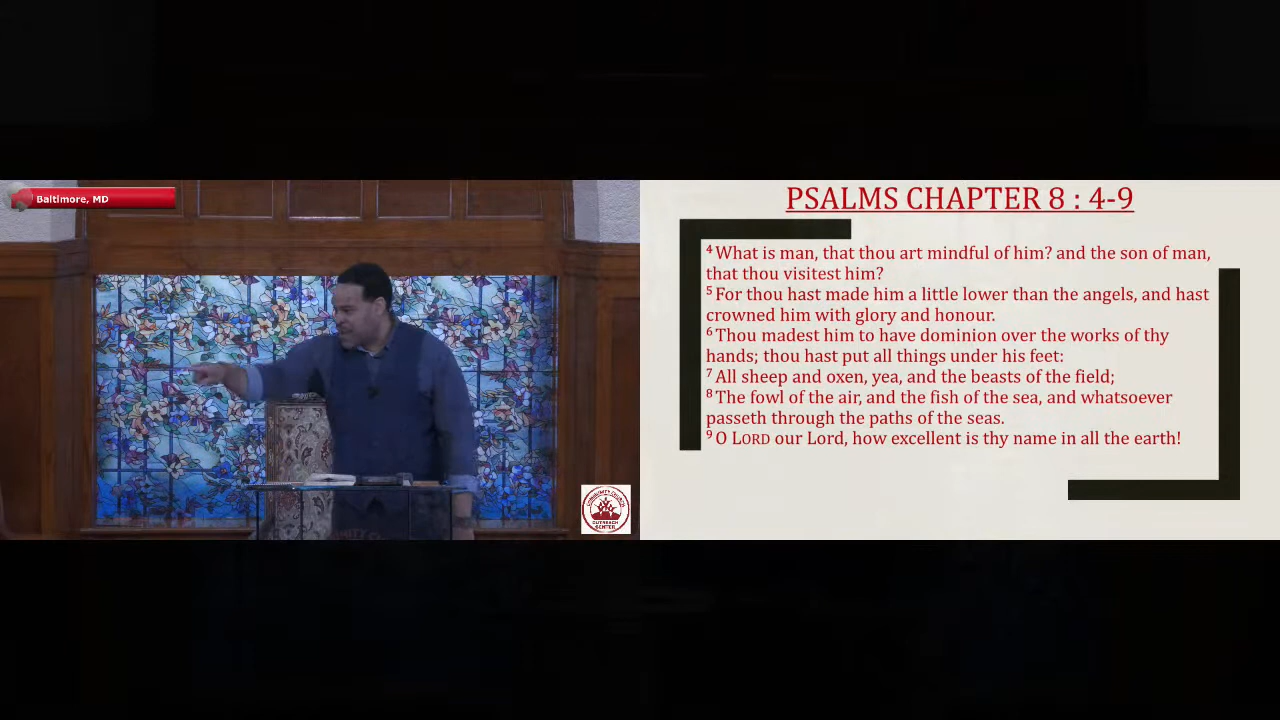 Baltimore, MD
COMMUNITY CHURCH
OUTREACH
CENTER
PSALMS CHAPTER 8 : 4-9
4 What is man, that thou art mindful of him? and the son of man,
that thou visitest him?
5 For thou hast made him a little lower than the angels, and hast
crowned him with glory and honour.
6 Thou madest him to have dominion over the works of thy
hands; thou hast put all things under his feet:
7 All sheep and oxen, yea, and the beasts of the field;
8 The fowl of the air, and the fish of the sea, and whatsoever
passeth through the paths of the seas.
9 O LORD our Lord, how excellent is thy name in all the earth!